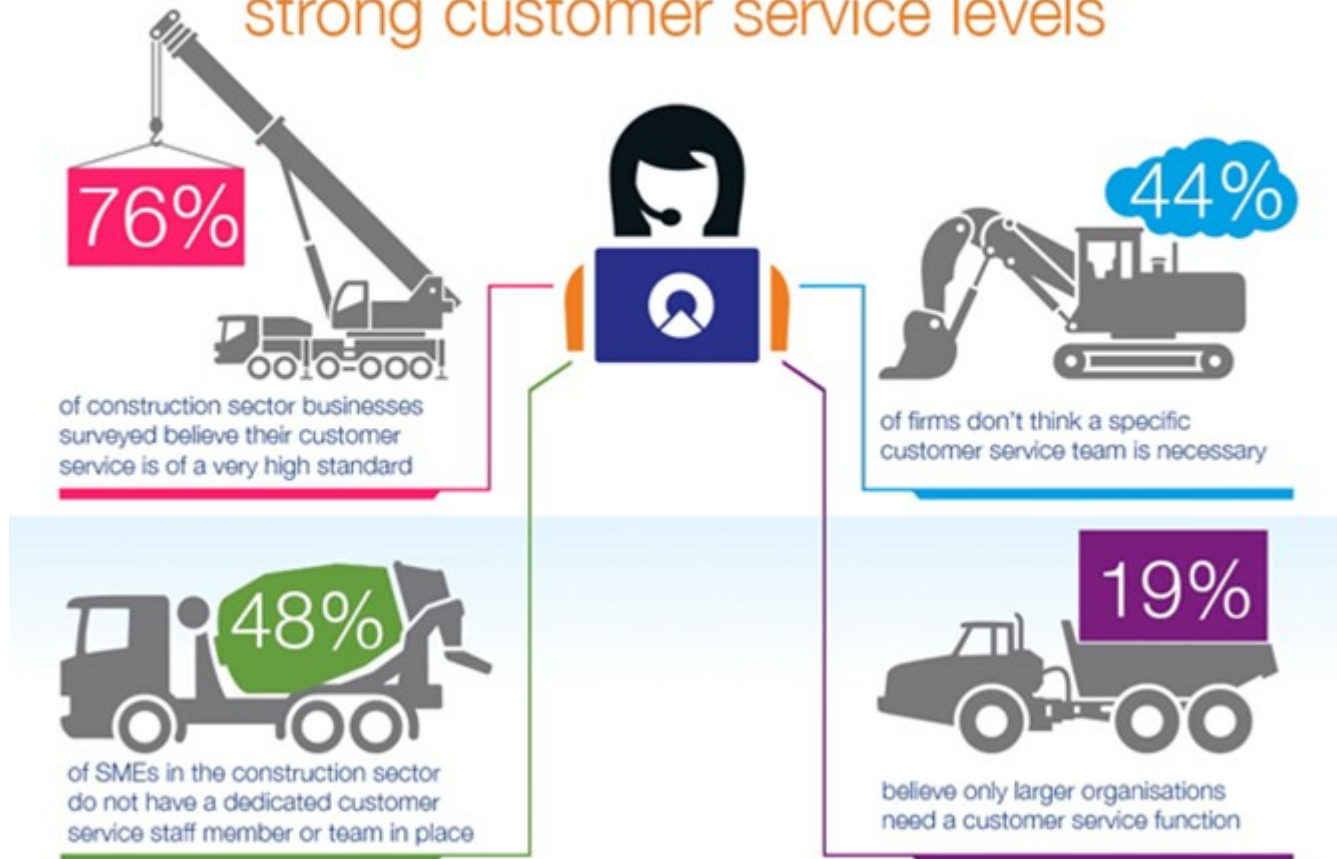 strong customer service levels
76%
of construction sector businesses
surveyed believe their customer
service is of a very high standard
44%
of firms don't think a specific
customer service team is necessary
48%
of SMEs in the construction sector
do not have a dedicated customer
service staff member or team in place
19%
believe only larger organisations
need a customer service function